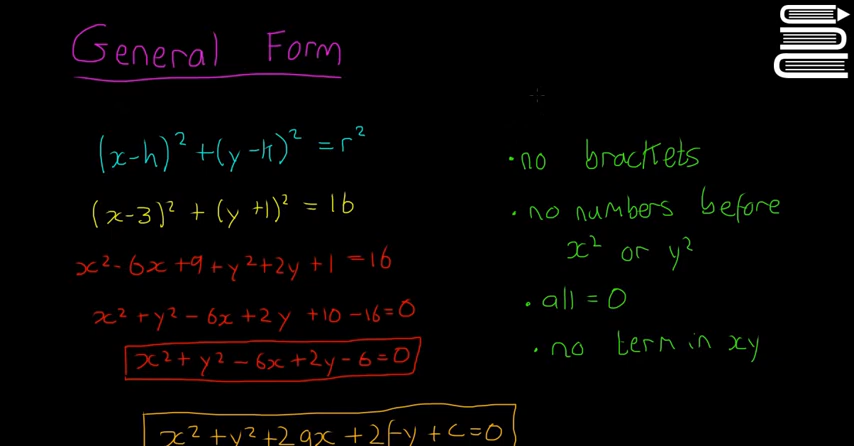 General Form
(x-h)² + (y-k)² = r²
(x-3)² + (y+1)² = 16
x² - 6x + 9 + y² + 2y + 1 = 16
x² + y² - 6x + 2y + 10 - 16 = 0
x² + y² - 6x + 2y - 6 = 0
x² + y² + 2gx + 2fy + c = 0
• no brackets
• no numbers before
x² or y²
• all = 0
• no term in xy